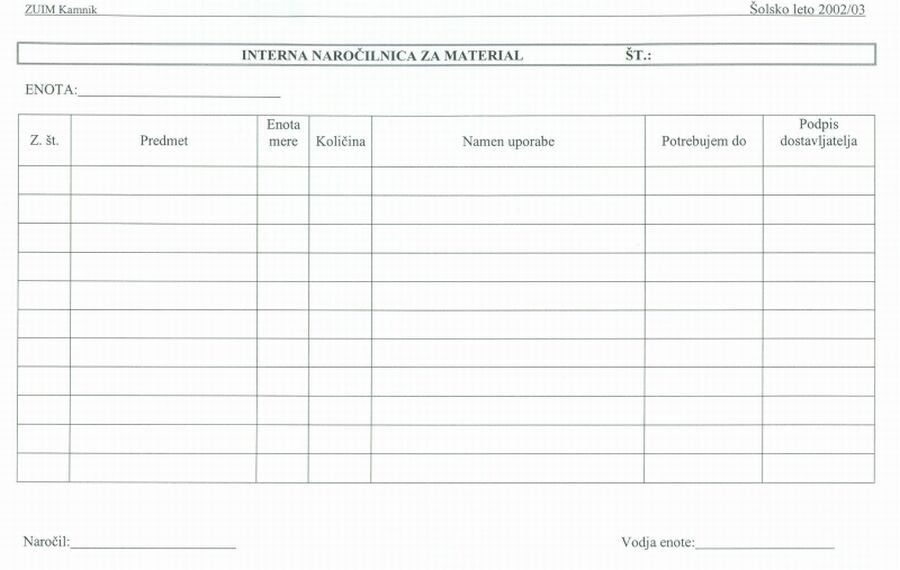 ZUIM Kamnik Šolsko leto 2002/03
INTERNA NAROČILNICA ZA MATERIAL ŠT.:
ENOTA:
Z. št. Predmet Enota mere Količina Namen uporabe Potrebujem do Podpis dostavljatelja
Naročil: Vodja enote: